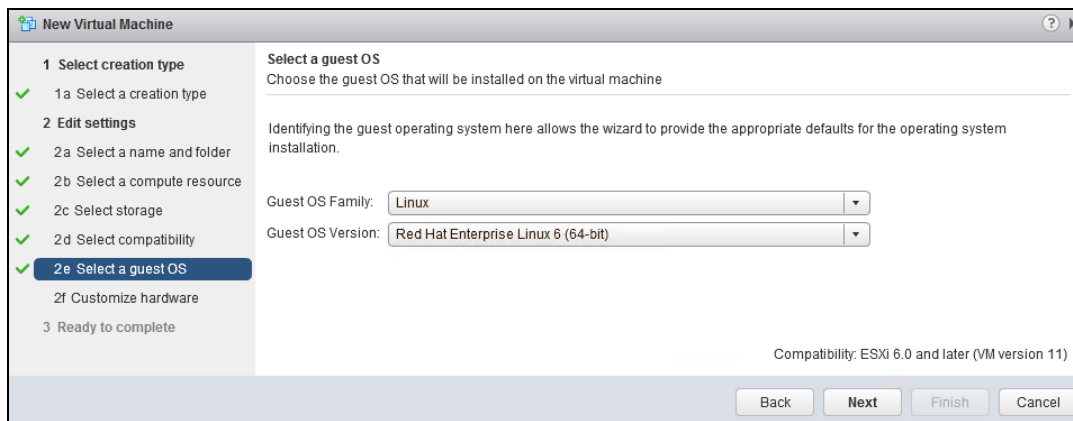 New Virtual Machine
?
1 Select creation type
1a Select a creation type
2 Edit settings
2a Select a name and folder
2b Select a compute resource
2c Select storage
2d Select compatibility
2e Select a guest OS
2f Customize hardware
3 Ready to complete
Select a guest OS
Choose the guest OS that will be installed on the virtual machine
Identifying the guest operating system here allows the wizard to provide the appropriate defaults for the operating system
installation.
Guest OS Family: Linux
Guest OS Version: Red Hat Enterprise Linux 6 (64-bit)
Compatibility: ESXi 6.0 and later (VM version 11)
Back Next Finish Cancel